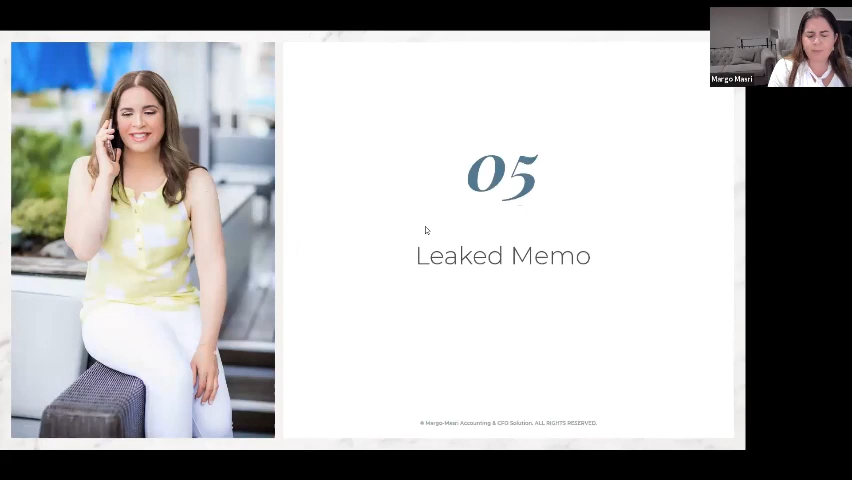 Margo Masri
05
Leaked Memo
© Margo-Masri Accounting & CFO Solution. ALL RIGHTS RESERVED.